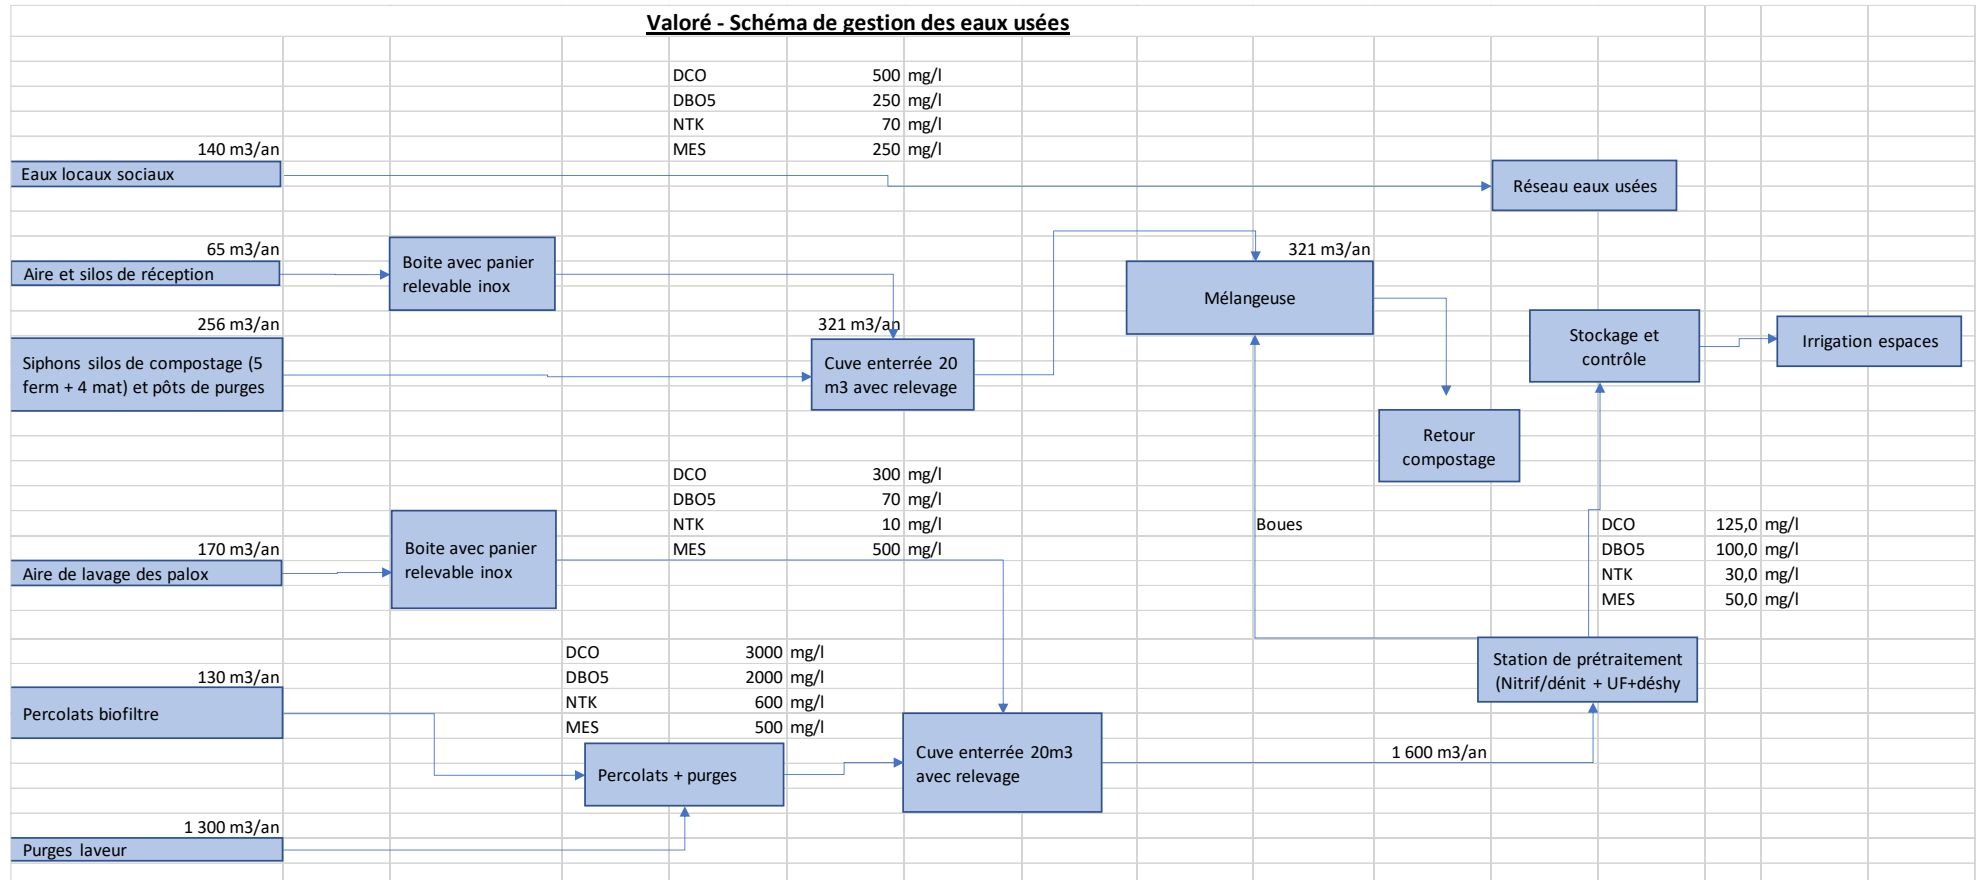 Valoré - Schéma de gestion des eaux usées
DCO 500 mg/l
DBO5 250 mg/l
NTK 70 mg/l
MES 250 mg/l
140 m3/an
Eaux locaux sociaux
Réseau eaux usées
65 m3/an
Aire et silos de réception
Boite avec panier
relevable inox
321 m3/an
Mélangeuse
256 m3/an
Siphons silos de compostage (5
ferm + 4 mat) et pôts de purges
321 m3/an
Cuve enterrée 20
m3 avec relevage
Stockage et
contrôle
Irrigation espaces
Retour
compostage
DCO 300 mg/l
DBO5 70 mg/l
NTK 10 mg/l
MES 500 mg/l
170 m3/an
Aire de lavage des palox
Boite avec panier
relevable inox
Boues
DCO 125,0 mg/l
DBO5 100,0 mg/l
NTK 30,0 mg/l
MES 50,0 mg/l
DCO 3000 mg/l
DBO5 2000 mg/l
NTK 600 mg/l
MES 500 mg/l
Station de prétraitement
(Nitrif/dénit + UF+déshy
130 m3/an
Percolats biofiltre
Percolats + purges
Cuve enterrée 20m3
avec relevage
1 600 m3/an
1 300 m3/an
Purges laveur